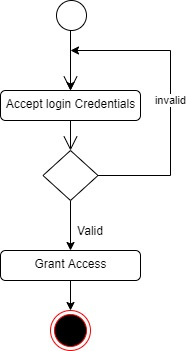 Accept login Credentials
invalid
Valid
Grant Access